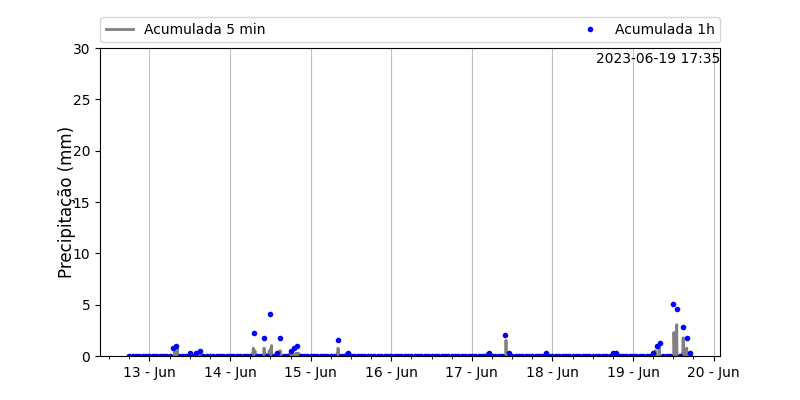 Acumulada 5 min
Acumulada 1h
2023-06-19 17:35
Precipitação (mm)
30
25
20
15
10
5
0
13 - Jun
14 - Jun
15 - Jun
16 - Jun
17 - Jun
18 - Jun
19 - Jun
20 - Jun